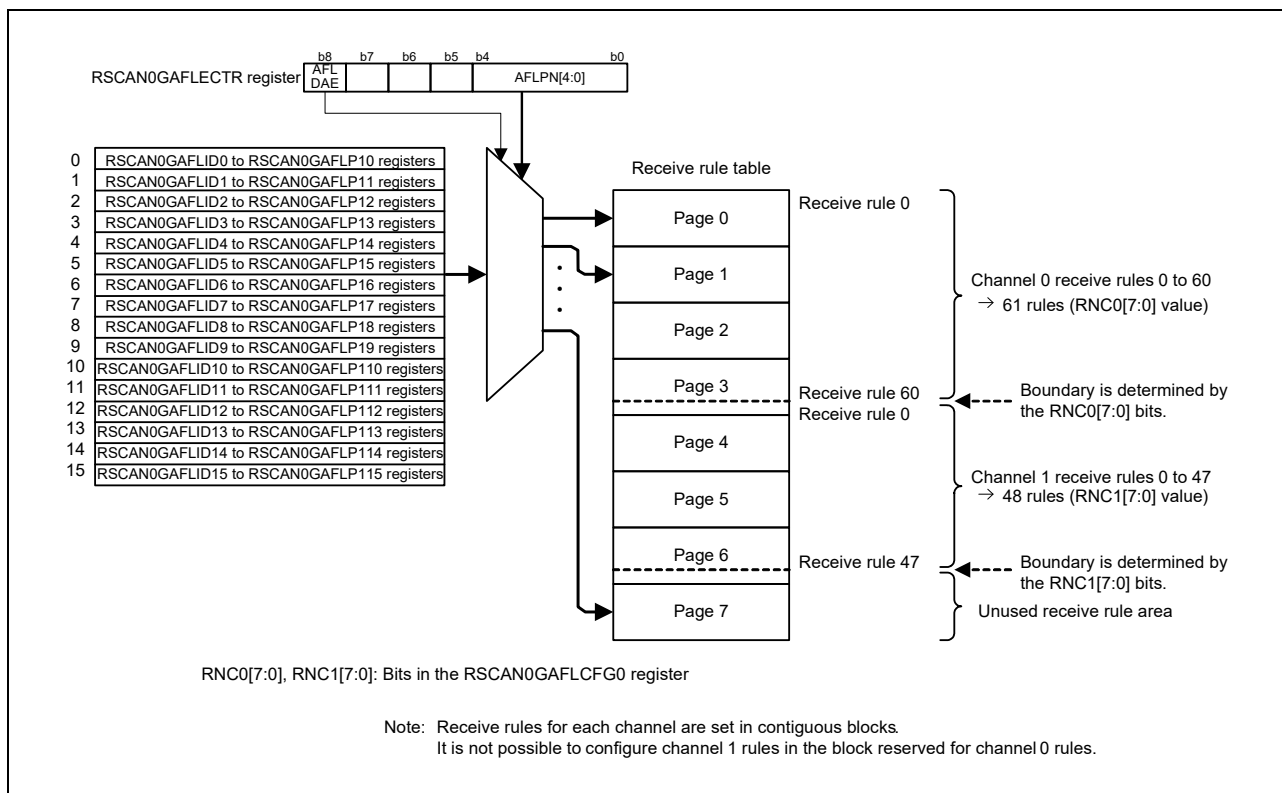 b8 b7 b6 b5 b4 b0
RSCAN0GAFLECTR register
AFL
DAE
AFLPN[4:0]
0 RSCAN0GAFLID0 to RSCAN0GAFLP10 registers
1 RSCAN0GAFLID1 to RSCAN0GAFLP11 registers
2 RSCAN0GAFLID2 to RSCAN0GAFLP12 registers
3 RSCAN0GAFLID3 to RSCAN0GAFLP13 registers
4 RSCAN0GAFLID4 to RSCAN0GAFLP14 registers
5 RSCAN0GAFLID5 to RSCAN0GAFLP15 registers
6 RSCAN0GAFLID6 to RSCAN0GAFLP16 registers
7 RSCAN0GAFLID7 to RSCAN0GAFLP17 registers
8 RSCAN0GAFLID8 to RSCAN0GAFLP18 registers
9 RSCAN0GAFLID9 to RSCAN0GAFLP19 registers
10 RSCAN0GAFLID10 to RSCAN0GAFLP110 registers
11 RSCAN0GAFLID11 to RSCAN0GAFLP111 registers
12 RSCAN0GAFLID12 to RSCAN0GAFLP112 registers
13 RSCAN0GAFLID13 to RSCAN0GAFLP113 registers
14 RSCAN0GAFLID14 to RSCAN0GAFLP114 registers
15 RSCAN0GAFLID15 to RSCAN0GAFLP115 registers
Receive rule table
Page 0
Page 1
Page 2
Page 3
Page 4
Page 5
Page 6
Page 7
Receive rule 0
Receive rule 60
Receive rule 0
Receive rule 47
Channel 0 receive rules 0 to 60
→ 61 rules (RNC0[7:0] value)
Boundary is determined by
the RNC0[7:0] bits.
Channel 1 receive rules 0 to 47
→ 48 rules (RNC1[7:0] value)
Boundary is determined by
the RNC1[7:0] bits.
Unused receive rule area
RNC0[7:0], RNC1[7:0]: Bits in the RSCAN0GAFLCFG0 register
Note: Receive rules for each channel are set in contiguous blocks.
It is not possible to configure channel 1 rules in the block reserved for channel 0 rules.